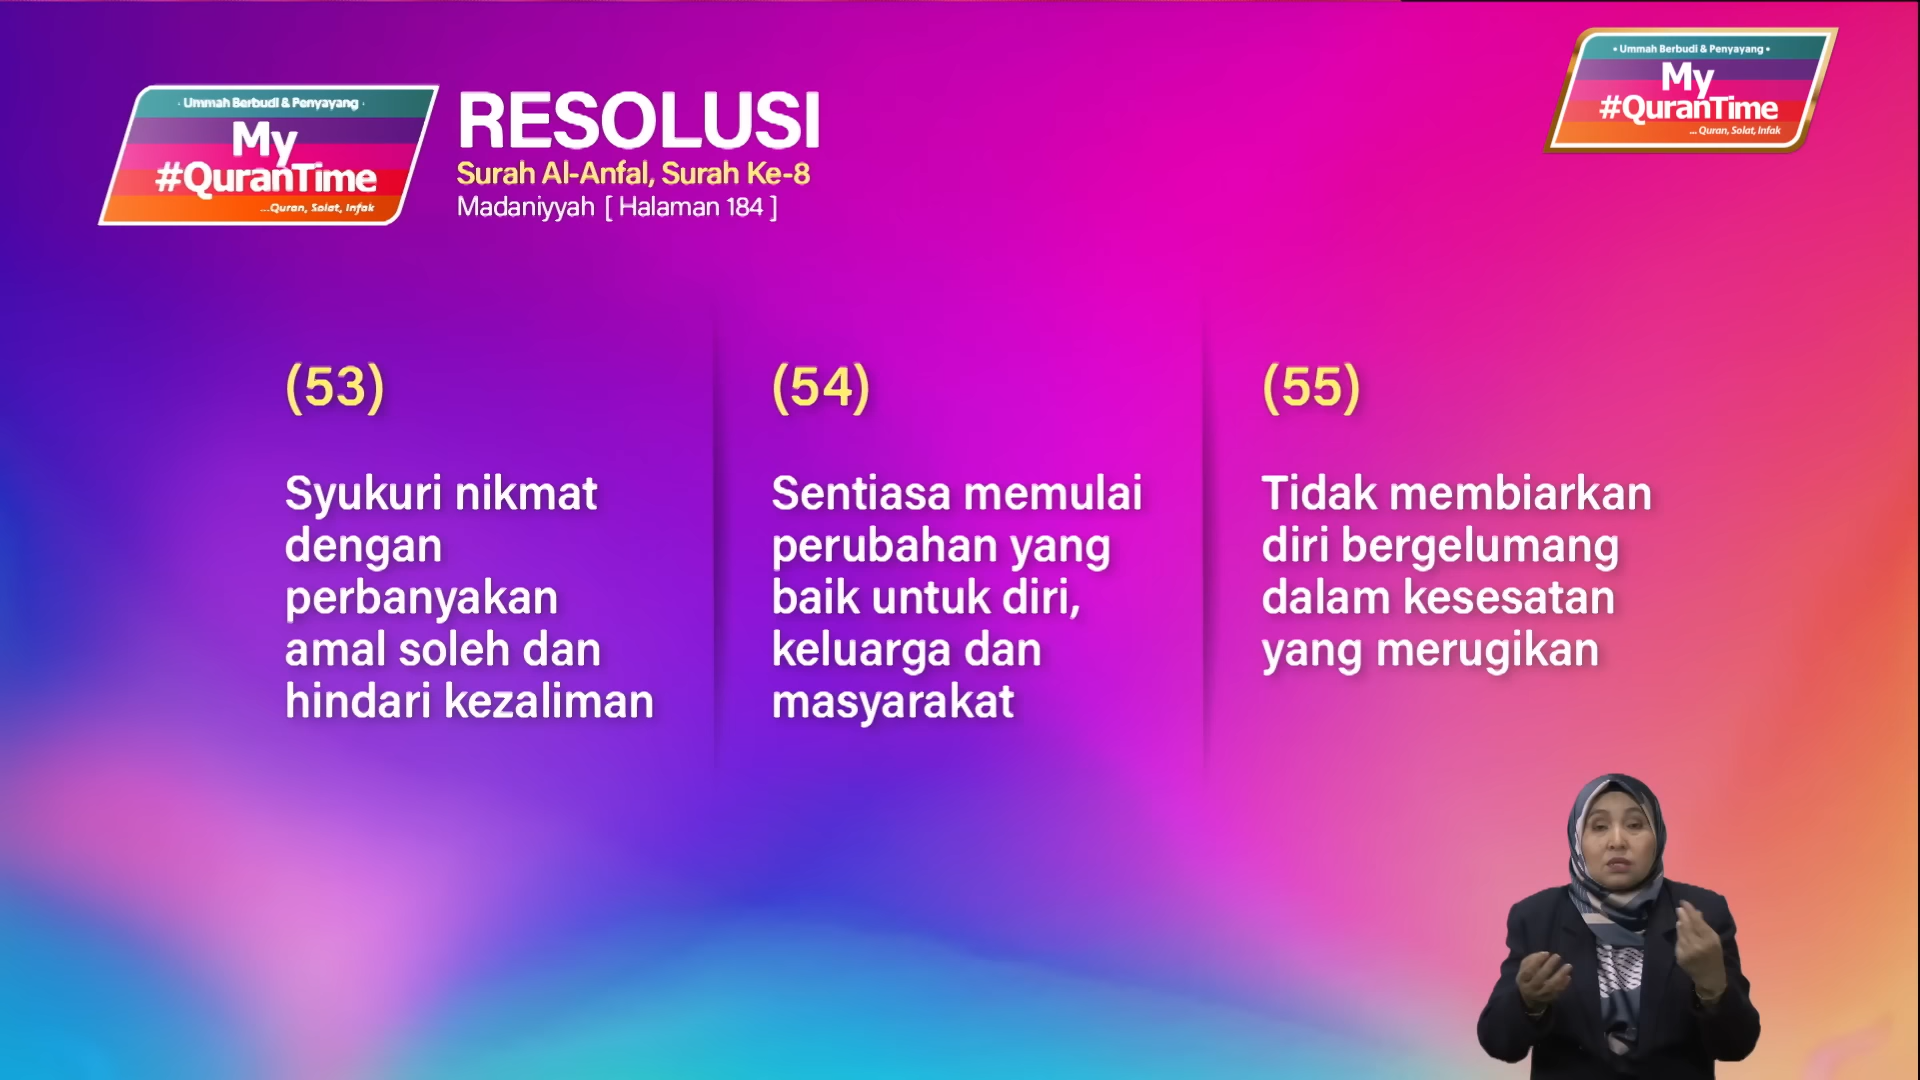 · Ummah Berbudi & Penyayang ·
My
#QuranTime
...Quran, Solat, Infak
RESOLUSI
Surah Al-Anfal, Surah Ke-8
Madaniyyah [ Halaman 184 ]
• Ummah Berbudi & Penyayang •
My
#QuranTime
... Quran, Solat, Infak
(53)
Syukuri nikmat
dengan
perbanyakan
amal soleh dan
hindari kezaliman
(54)
Sentiasa memulai
perubahan yang
baik untuk diri,
keluarga dan
masyarakat
(55)
Tidak membiarkan
diri bergelumang
dalam kesesatan
yang merugikan